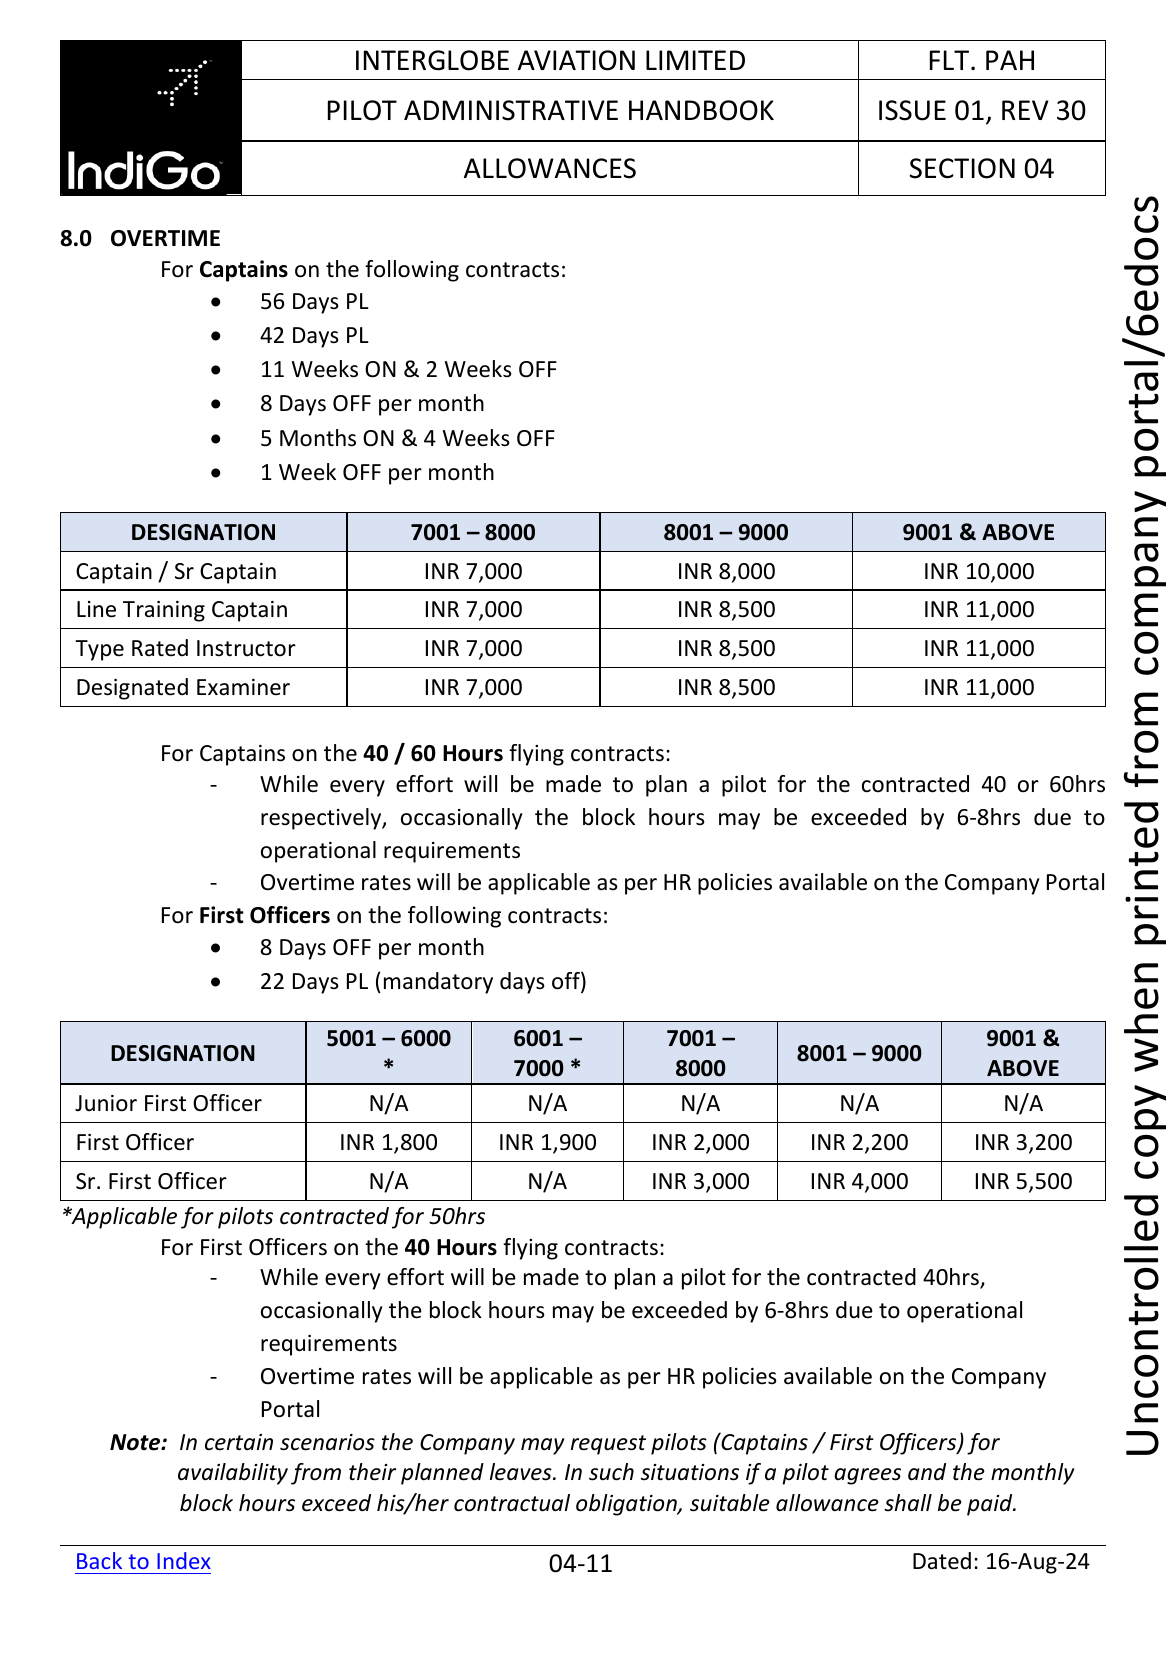 INTERGLOBE AVIATION LIMITED
FLT. PAH
PILOT ADMINISTRATIVE HANDBOOK
ISSUE 01, REV 30
IndiGo
ALLOWANCES
SECTION 04
8.0 OVERTIME
For Captains on the following contracts:
• 56 Days PL
• 42 Days PL
• 11 Weeks ON & 2 Weeks OFF
• 8 Days OFF per month
• 5 Months ON & 4 Weeks OFF
• 1 Week OFF per month
DESIGNATION 7001 – 8000 8001 – 9000 9001 & ABOVE
Captain / Sr Captain INR 7,000 INR 8,000 INR 10,000
Line Training Captain INR 7,000 INR 8,500 INR 11,000
Type Rated Instructor INR 7,000 INR 8,500 INR 11,000
Designated Examiner INR 7,000 INR 8,500 INR 11,000
For Captains on the 40 / 60 Hours flying contracts:
- While every effort will be made to plan a pilot for the contracted 40 or 60hrs
respectively, occasionally the block hours may be exceeded by 6-8hrs due to
operational requirements
- Overtime rates will be applicable as per HR policies available on the Company Portal
For First Officers on the following contracts:
• 8 Days OFF per month
• 22 Days PL (mandatory days off)
DESIGNATION 5001 – 6000 * 6001 – 7000 * 7001 – 8000 8001 – 9000 9001 & ABOVE
Junior First Officer N/A N/A N/A N/A N/A
First Officer INR 1,800 INR 1,900 INR 2,000 INR 2,200 INR 3,200
Sr. First Officer N/A N/A INR 3,000 INR 4,000 INR 5,500
*Applicable for pilots contracted for 50hrs
For First Officers on the 40 Hours flying contracts:
- While every effort will be made to plan a pilot for the contracted 40hrs,
occasionally the block hours may be exceeded by 6-8hrs due to operational
requirements
- Overtime rates will be applicable as per HR policies available on the Company
Portal
Note: In certain scenarios the Company may request pilots (Captains / First Officers) for
availability from their planned leaves. In such situations if a pilot agrees and the monthly
block hours exceed his/her contractual obligation, suitable allowance shall be paid.
Back to Index 04-11 Dated: 16-Aug-24
Uncontrolled copy when printed from company portal/6edocs